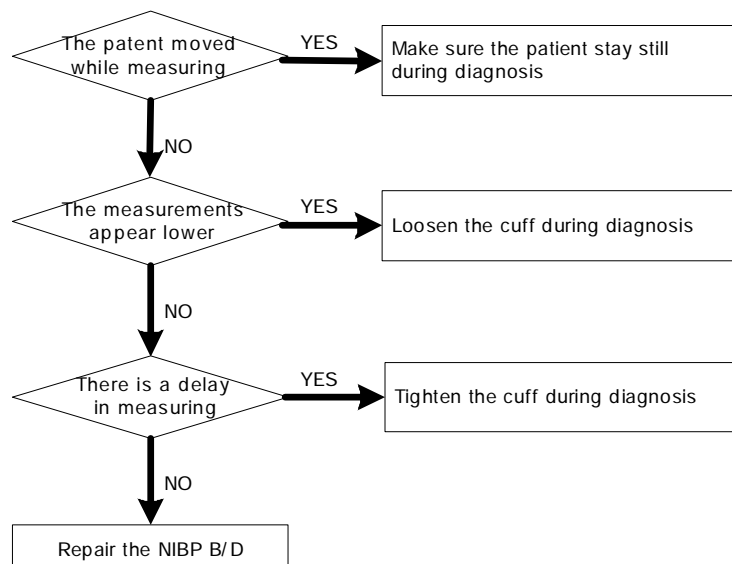 The patent moved
while measuring
YES
Make sure the patient stay still
during diagnosis
NO
The measurements
appear lower
YES
Loosen the cuff during diagnosis
NO
There is a delay
in measuring
YES
Tighten the cuff during diagnosis
NO
Repair the NIBP B/D